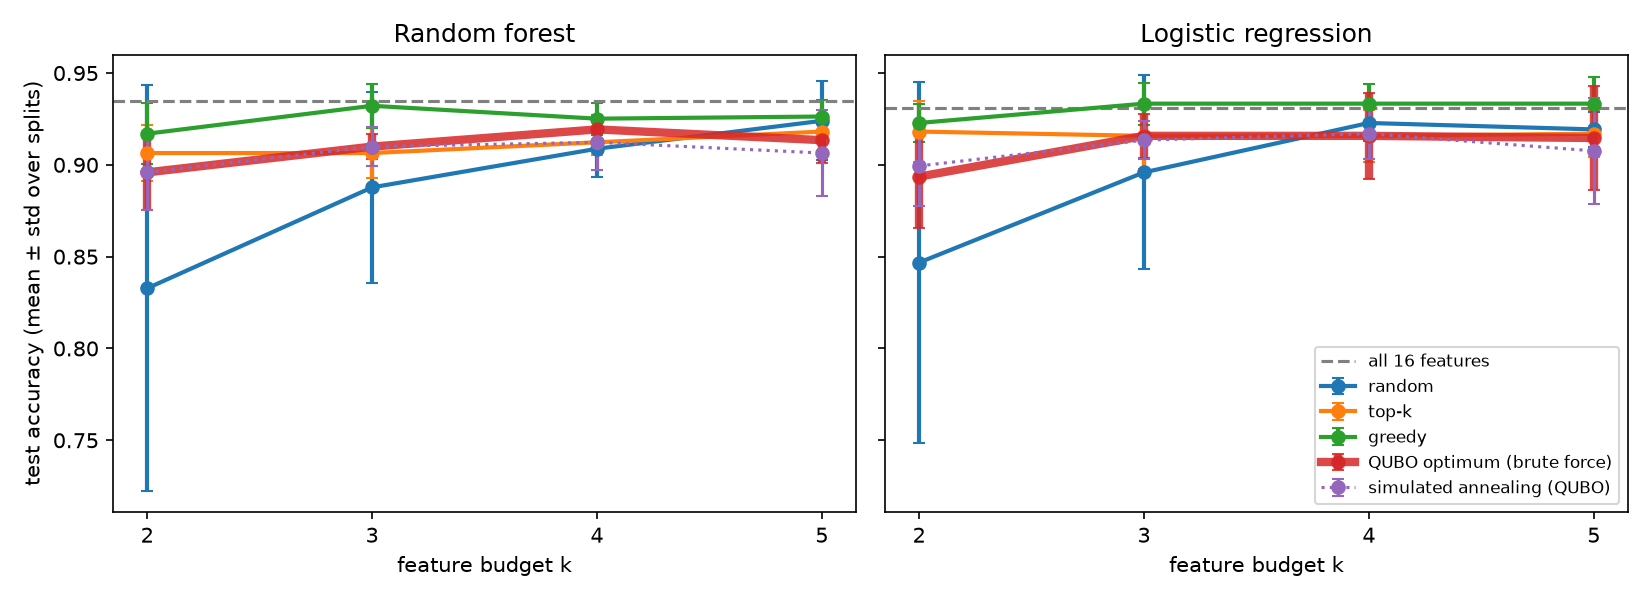 Random forest
Logistic regression
test accuracy (mean ± std over splits)
0.95
0.90
0.85
0.80
0.75
2
3
4
5
feature budget k
2
3
4
5
feature budget k
all 16 features
random
top-k
greedy
QUBO optimum (brute force)
simulated annealing (QUBO)